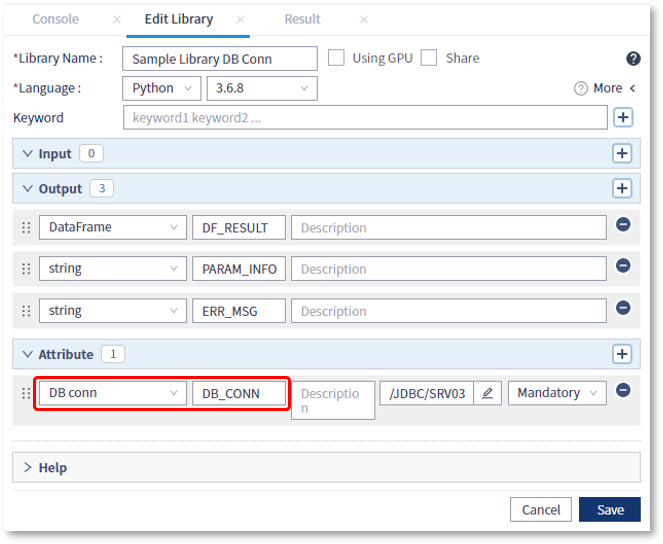 Console Edit Library Result
*Library Name : Sample Library DB Conn Using GPU Share ?
*Language : Python 3.6.8 ? More
Keyword keyword1 keyword2 ...
Input 0
Output 3
DataFrame DF_RESULT Description
string PARAM_INFO Description
string ERR_MSG Description
Attribute 1
DB conn DB_CONN Descriptio /JDBC/SRV03 Mandatory
n
Help
Cancel Save